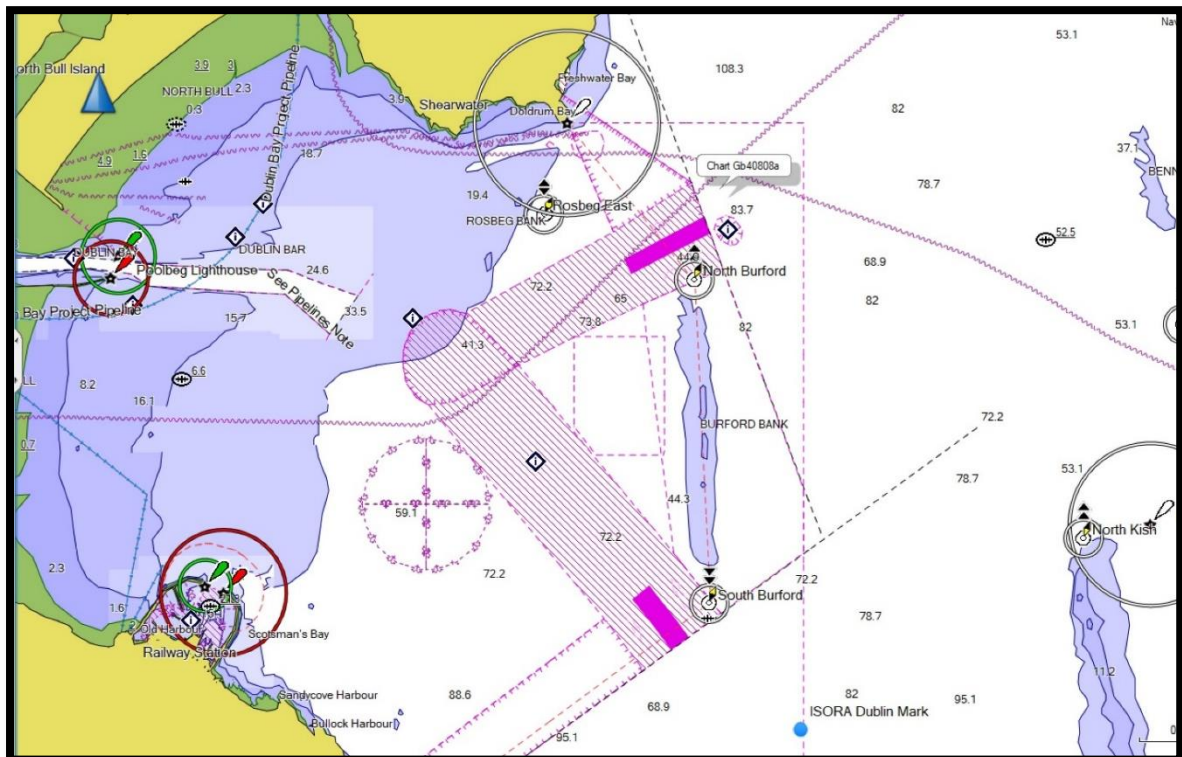 Nav
53.1
orth Bull Island
3.9
3
NORTH BULL
2.3
0.3
Dublin Bay Project Pipeline
3.9
Shearwater
Freshwater Bay
Doldrum Bay
108.3
82
37.1
BENN
4.9
1.6
18.7
Chart Gb40808a
78.7
19.4
Rosbeg East
ROSBEG BANK
83.7
52.5
DUBLIN BAY
DUBLIN BAR
Poolbeg Lighthouse
24.6
See Pipelines Note
44.9
North Burford
68.9
72.2
65
82
n Bay Project Pipeline
15.7
33.5
73.8
82
53.1
41.3
LL
8.2
6.6
16.1
72.2
BURFORD BANK
0.7
78.7
53.1
44.3
59.1
North Kish
72.2
2.3
72.2
72.2
South Burford
78.7
1.6
Old Harbour
Scotsman's Bay
Railway Station
11.2
Sandycove Harbour
88.6
68.9
82
95.1
Bullock Harbour
ISORA Dublin Mark
95.1
0